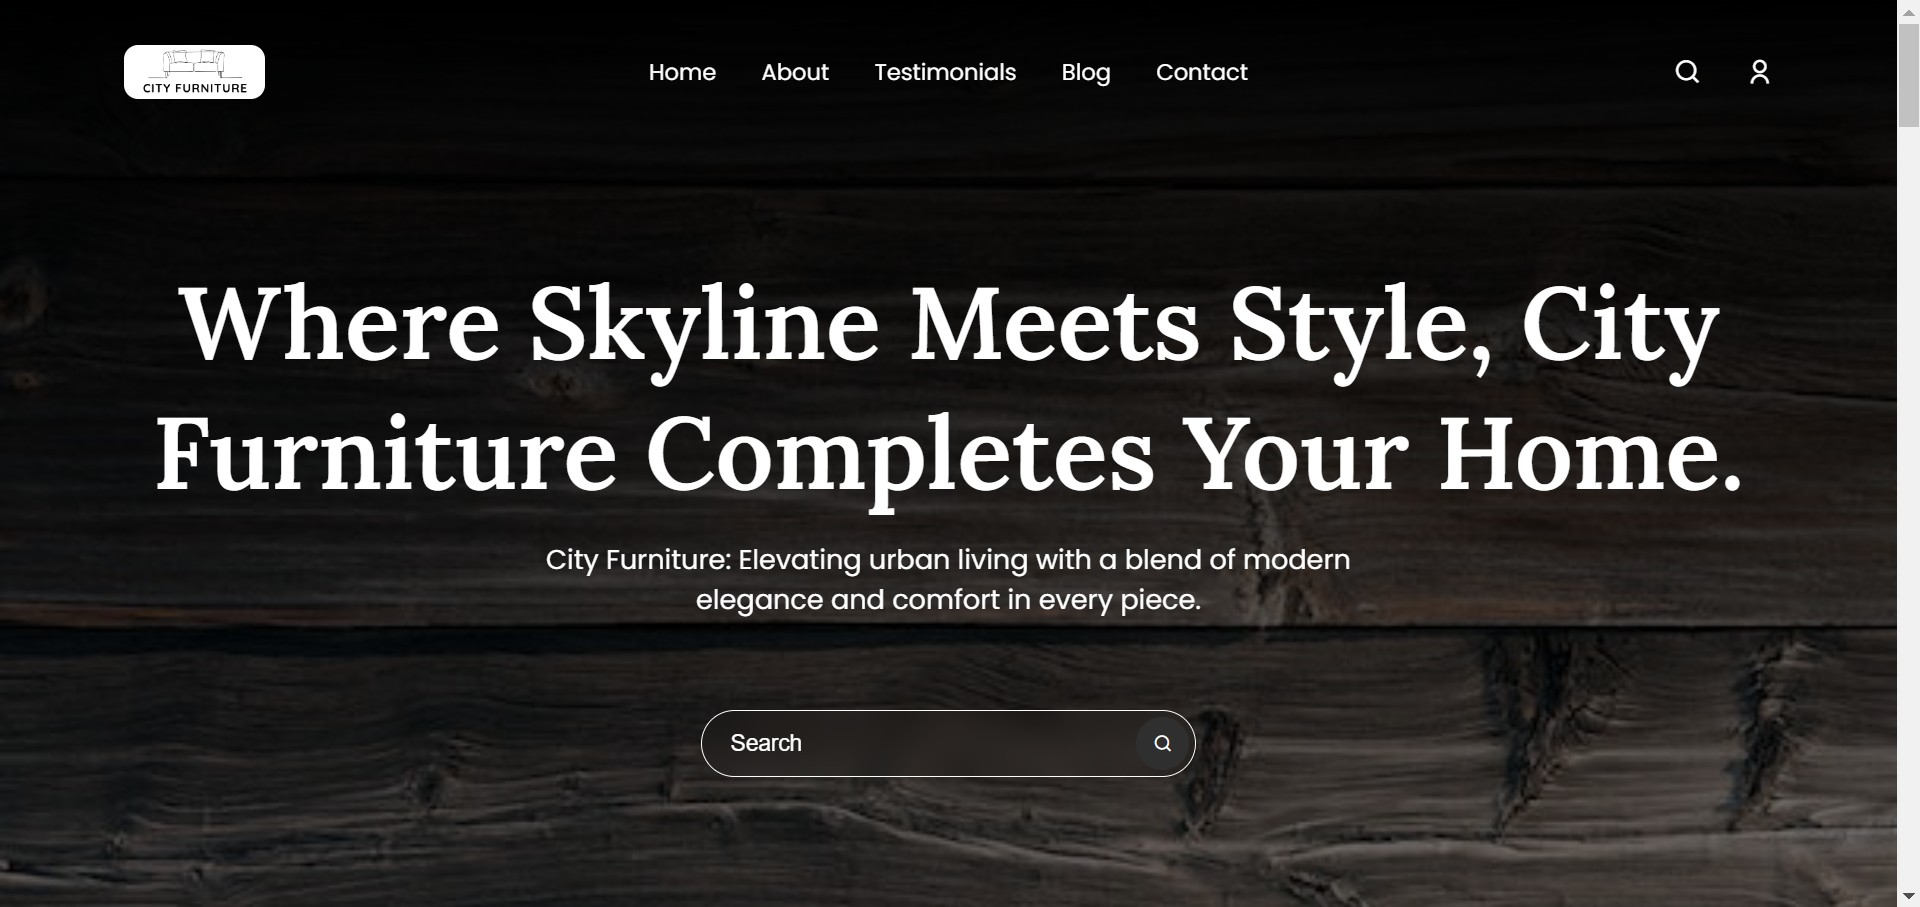 CITY FURNITURE
Home About Testimonials Blog Contact
Where Skyline Meets Style, City
Furniture Completes Your Home.
City Furniture: Elevating urban living with a blend of modern
elegance and comfort in every piece.
Search